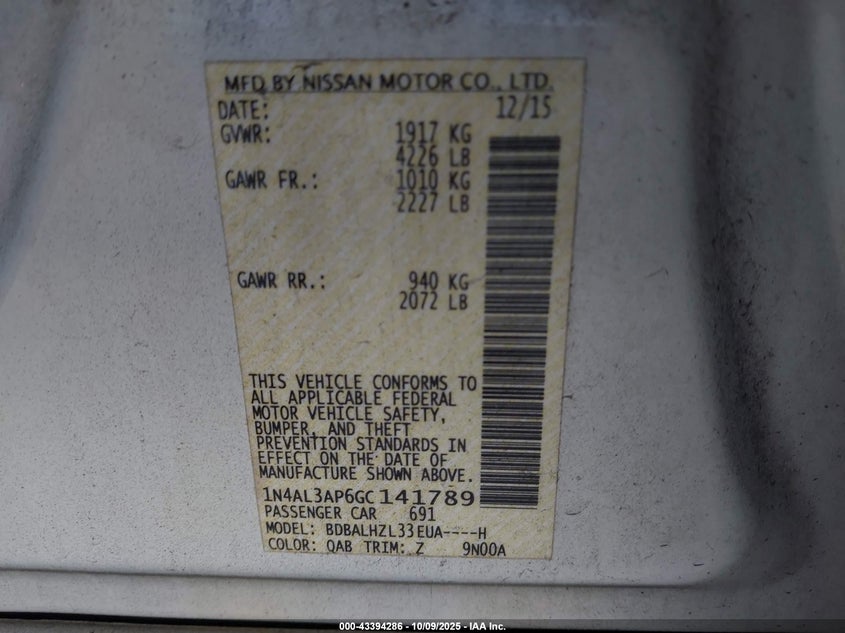 MFD BY NISSAN MOTOR CO., LTD.
DATE: 12/15
GVWR: 1917 KG
4226 LB
GAWR FR.: 1010 KG
2227 LB
GAWR RR.: 940 KG
2072 LB
THIS VEHICLE CONFORMS TO
ALL APPLICABLE FEDERAL
MOTOR VEHICLE SAFETY,
BUMPER, AND THEFT
PREVENTION STANDARDS IN
EFFECT ON THE DATE OF
MANUFACTURE SHOWN ABOVE.
1N4AL3AP6GC141789
PASSENGER CAR 691
MODEL: BDBALHZL33EUA----H
COLOR: QAB TRIM: Z 9N00A
000-43394286 - 10/09/2025 - IAA Inc.